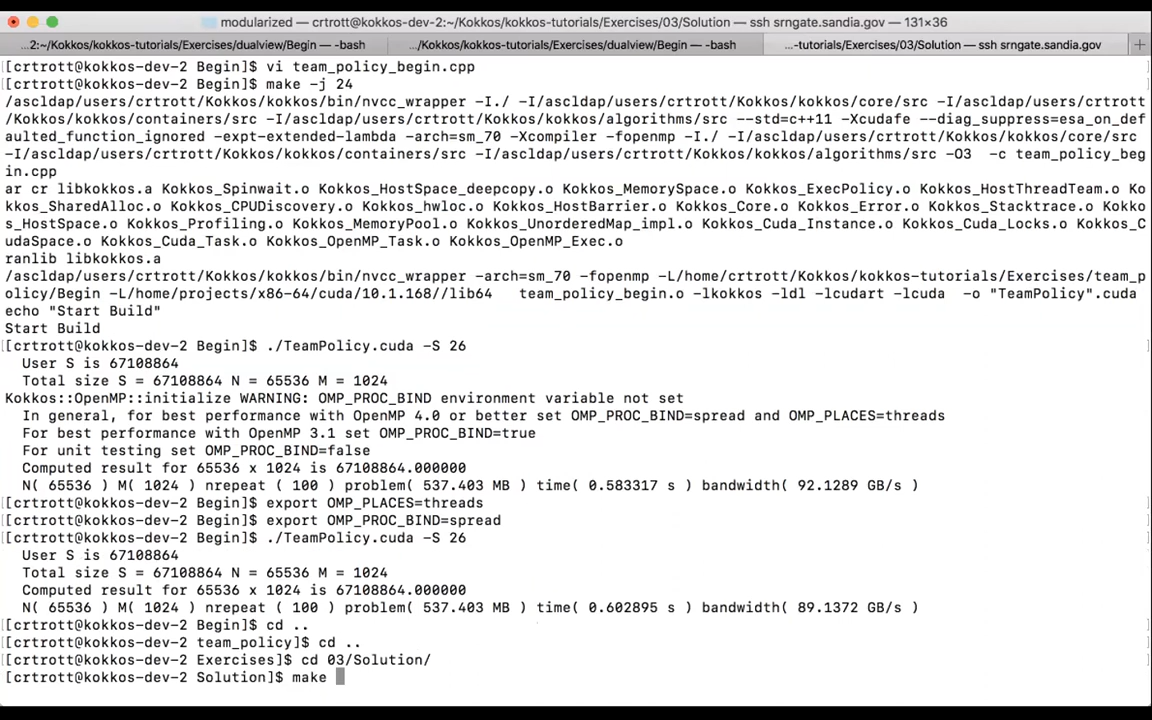 modularized — crtrott@kokkos-dev-2:~/Kokkos/kokkos-tutorials/Exercises/03/Solution — ssh srngate.sandia.gov — 131×36
...2:~/Kokkos/kokkos-tutorials/Exercises/dualview/Begin — -bash
.../Kokkos/kokkos-tutorials/Exercises/dualview/Begin — -bash
...-tutorials/Exercises/03/Solution — ssh srngate.sandia.gov
[crtrott@kokkos-dev-2 Begin]$ vi team_policy_begin.cpp
[crtrott@kokkos-dev-2 Begin]$ make -j 24
/ascldap/users/crtrott/Kokkos/kokkos/bin/nvcc_wrapper -I./ -I/ascldap/users/crtrott/Kokkos/kokkos/core/src -I/ascldap/users/crtrott
/Kokkos/kokkos/containers/src -I/ascldap/users/crtrott/Kokkos/kokkos/algorithms/src --std=c++11 -Xcudafe --diag_suppress=esa_on_def
aulted_function_ignored -expt-extended-lambda -arch=sm_70 -Xcompiler -fopenmp -I./ -I/ascldap/users/crtrott/Kokkos/kokkos/core/src
-I/ascldap/users/crtrott/Kokkos/kokkos/containers/src -I/ascldap/users/crtrott/Kokkos/kokkos/algorithms/src -O3  -c team_policy_beg
in.cpp
ar cr libkokkos.a Kokkos_Spinwait.o Kokkos_HostSpace_deepcopy.o Kokkos_MemorySpace.o Kokkos_ExecPolicy.o Kokkos_HostThreadTeam.o Ko
kkos_SharedAlloc.o Kokkos_CPUDiscovery.o Kokkos_hwloc.o Kokkos_HostBarrier.o Kokkos_Core.o Kokkos_Error.o Kokkos_Stacktrace.o Kokko
s_HostSpace.o Kokkos_Profiling.o Kokkos_MemoryPool.o Kokkos_UnorderedMap_impl.o Kokkos_Cuda_Instance.o Kokkos_Cuda_Locks.o Kokkos_C
udaSpace.o Kokkos_Cuda_Task.o Kokkos_OpenMP_Task.o Kokkos_OpenMP_Exec.o
ranlib libkokkos.a
/ascldap/users/crtrott/Kokkos/kokkos/bin/nvcc_wrapper -arch=sm_70 -fopenmp -L/home/crtrott/Kokkos/kokkos-tutorials/Exercises/team_p
olicy/Begin -L/home/projects/x86-64/cuda/10.1.168//lib64   team_policy_begin.o -lkokkos -ldl -lcudart -lcuda  -o "TeamPolicy".cuda
echo "Start Build"
Start Build
[crtrott@kokkos-dev-2 Begin]$ ./TeamPolicy.cuda -S 26
User S is 67108864
Total size S = 67108864 N = 65536 M = 1024
Kokkos::OpenMP::initialize WARNING: OMP_PROC_BIND environment variable not set
In general, for best performance with OpenMP 4.0 or better set OMP_PROC_BIND=spread and OMP_PLACES=threads
For best performance with OpenMP 3.1 set OMP_PROC_BIND=true
For unit testing set OMP_PROC_BIND=false
Computed result for 65536 x 1024 is 67108864.000000
N( 65536 ) M( 1024 ) nrepeat ( 100 ) problem( 537.403 MB ) time( 0.583317 s ) bandwidth( 92.1289 GB/s )
[crtrott@kokkos-dev-2 Begin]$ export OMP_PLACES=threads
[crtrott@kokkos-dev-2 Begin]$ export OMP_PROC_BIND=spread
[crtrott@kokkos-dev-2 Begin]$ ./TeamPolicy.cuda -S 26
User S is 67108864
Total size S = 67108864 N = 65536 M = 1024
Computed result for 65536 x 1024 is 67108864.000000
N( 65536 ) M( 1024 ) nrepeat ( 100 ) problem( 537.403 MB ) time( 0.602895 s ) bandwidth( 89.1372 GB/s )
[crtrott@kokkos-dev-2 Begin]$ cd ..
[crtrott@kokkos-dev-2 team_policy]$ cd ..
[crtrott@kokkos-dev-2 Exercises]$ cd 03/Solution/
[crtrott@kokkos-dev-2 Solution]$ make